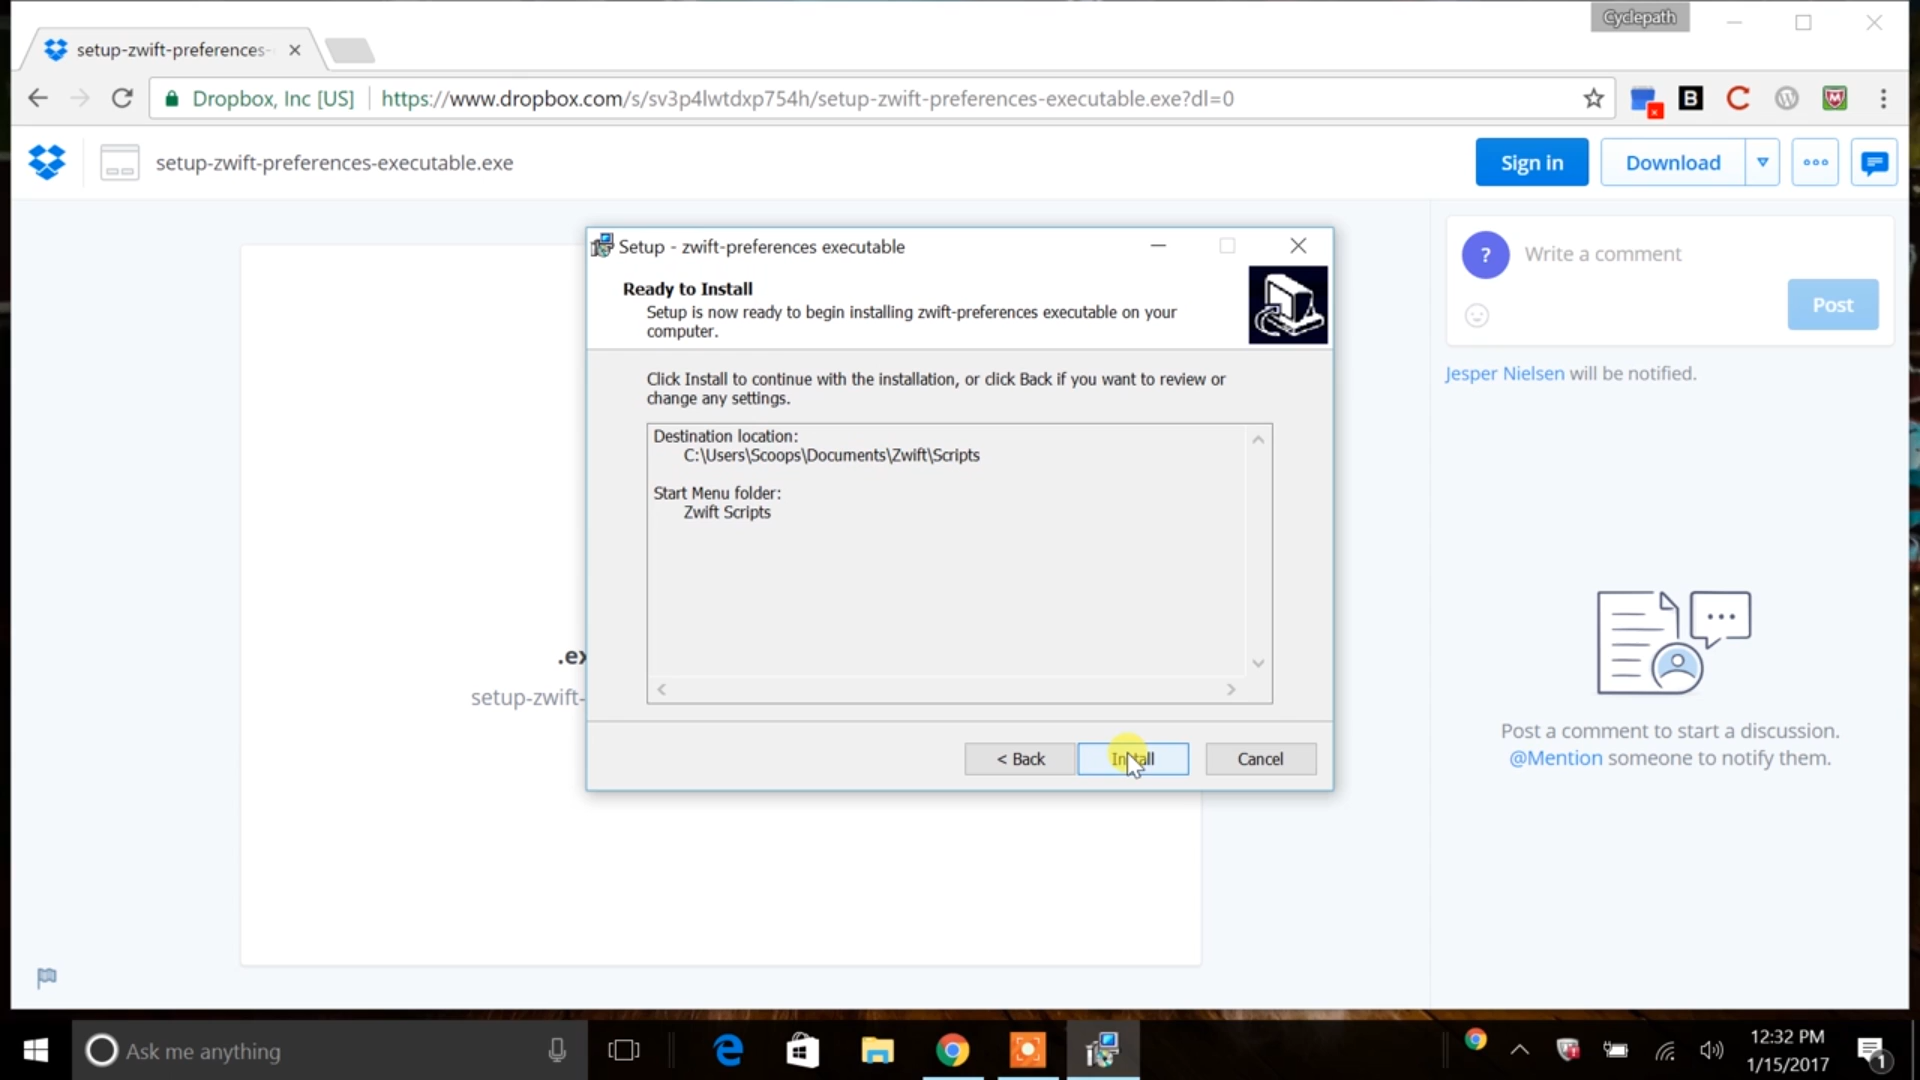 Cyclepath
setup-zwift-preferences-
Dropbox, Inc [US]
https://www.dropbox.com/s/sv3p4lwtdxp754h/setup-zwift-preferences-executable.exe?dl=0
B
setup-zwift-preferences-executable.exe
Sign in
Download
Setup - zwift-preferences executable
Ready to Install
Setup is now ready to begin installing zwift-preferences executable on your
computer.
Click Install to continue with the installation, or click Back if you want to review or
change any settings.
Destination location:
C:\Users\Scoops\Documents\Zwift\Scripts
Start Menu folder:
Zwift Scripts
< Back
Install
Cancel
.ex
setup-zwift-
?
Write a comment
Post
Jesper Nielsen will be notified.
Post a comment to start a discussion.
@Mention someone to notify them.
Ask me anything
12:32 PM
1/15/2017
1